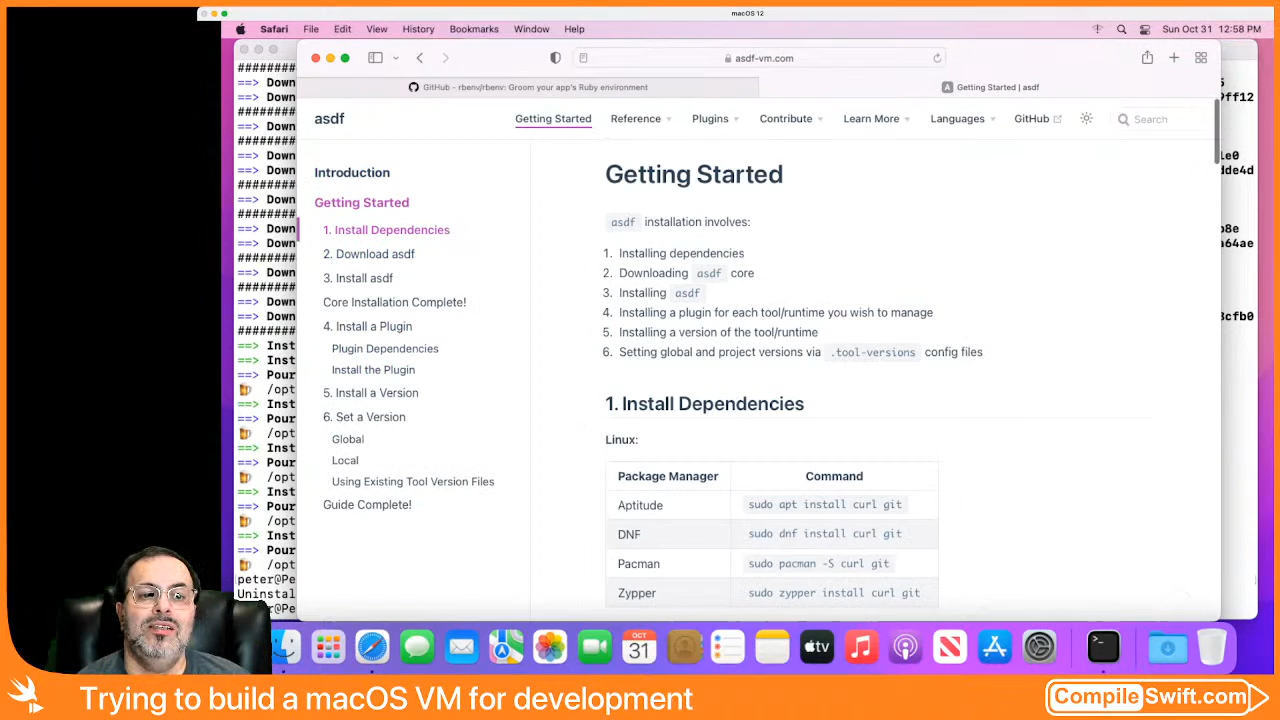 macOS 12
Safari File Edit View History Bookmarks Window Help Sun Oct 31 12:58 PM
asdf-vm.com
GitHub - rbenv/rbenv: Groom your app's Ruby environment
Getting Started | asdf
asdf
Getting Started Reference Plugins Contribute Learn More Languages GitHub Search
Introduction
Getting Started
1. Install Dependencies
2. Download asdf
3. Install asdf
Core Installation Complete!
4. Install a Plugin
Plugin Dependencies
Install the Plugin
5. Install a Version
6. Set a Version
Global
Local
Using Existing Tool Version Files
Guide Complete!
Getting Started
asdf installation involves:
1. Installing dependencies
2. Downloading asdf core
3. Installing asdf
4. Installing a plugin for each tool/runtime you wish to manage
5. Installing a version of the tool/runtime
6. Setting global and project versions via .tool-versions config files
1. Install Dependencies
Linux:
Package Manager Command
Aptitude sudo apt install curl git
DNF sudo dnf install curl git
Pacman sudo pacman -S curl git
Zypper sudo zypper install curl git
########
==> Down
==> Down
########
==> Down
########
==> Down
==> Down
########
==> Down
########
==> Down
==> Down
########
==> Down
########
==> Down
########
==> Down
==> Inst
==> Inst
==> Pour
/opt
==> Inst
==> Pour
/opt
==> Inst
==> Pour
/opt
==> Inst
==> Pour
/opt
==> Inst
==> Pour
/opt
peter@Pe
Uninstal
5
9ff12
1e0
dde4d
b8e
a64ae
8cfb0
OCT
31
tv
Trying to build a macOS VM for development
CompileSwift.com